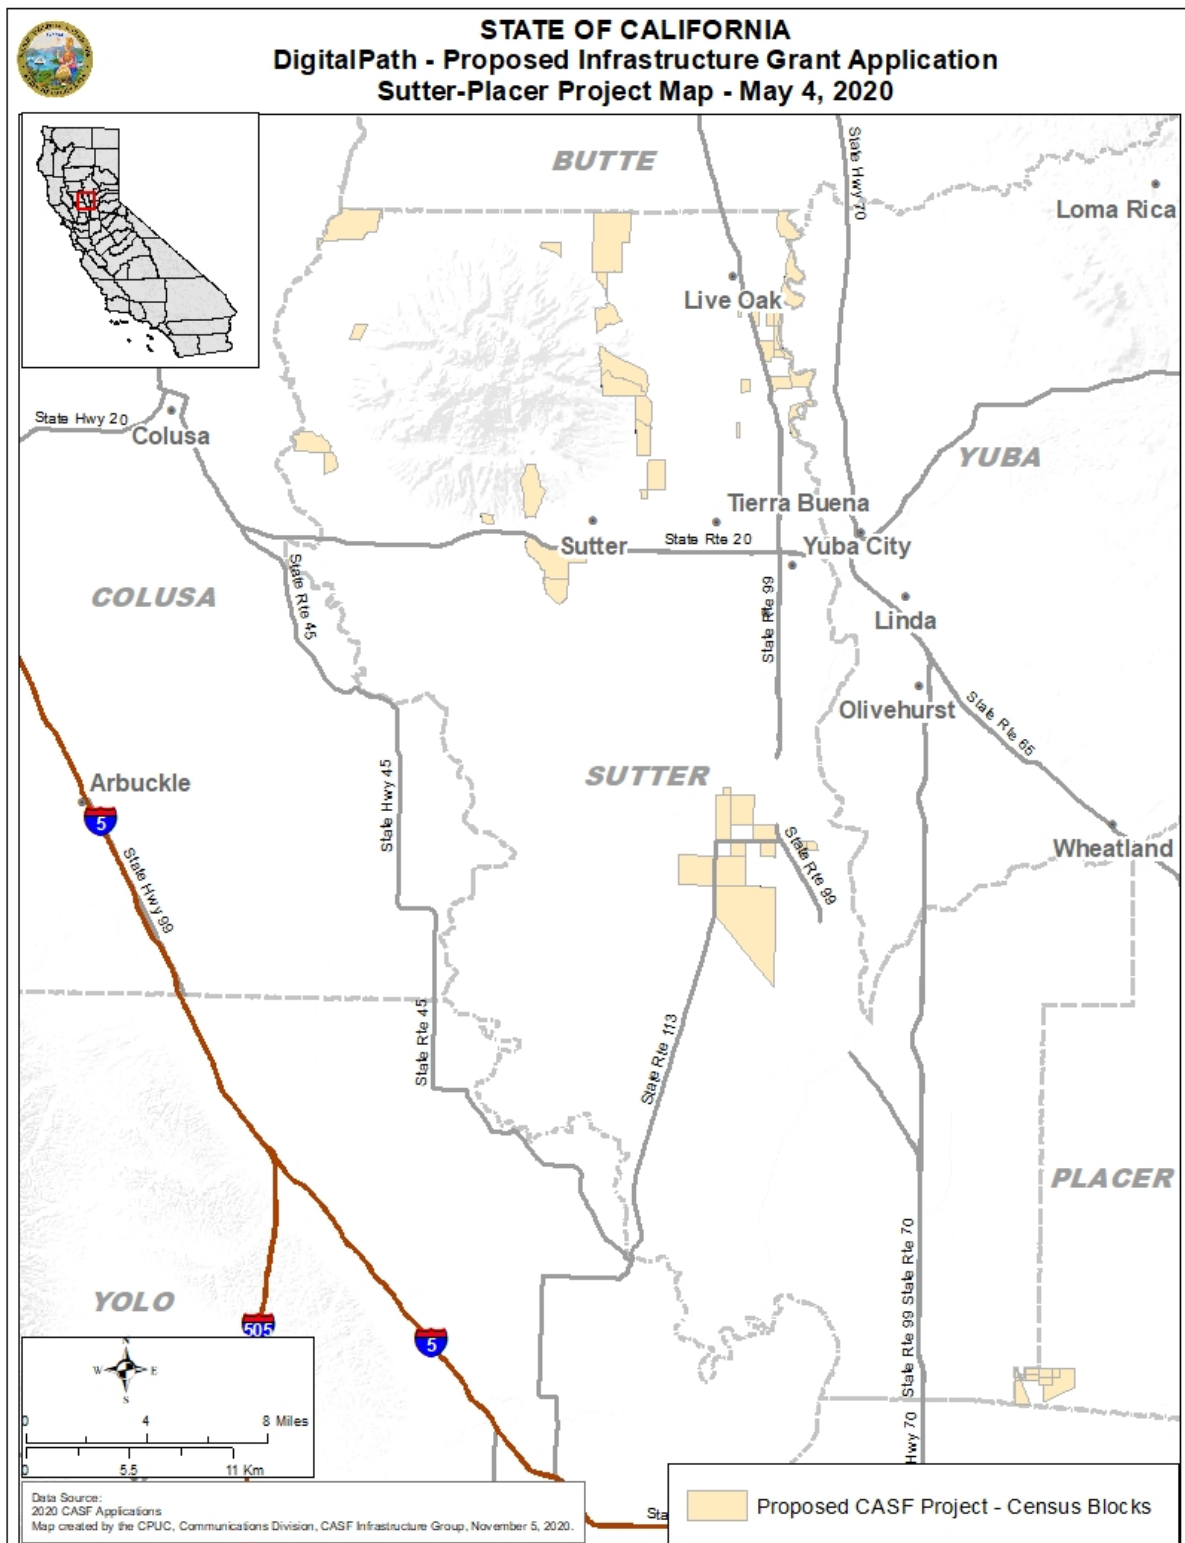 STATE OF CALIFORNIA
DigitalPath - Proposed Infrastructure Grant Application
Sutter-Placer Project Map - May 4, 2020
BUTTE
State Hwy 70
Loma Rica
Live Oak
State Hwy 20
Colusa
YUBA
Tierra Buena
Sutter
State Rte 20
Yuba City
COLUSA
State Rte 45
State Rte 99
Linda
Olivehurst
State Rte 65
SUTTER
Arbuckle
5
State Hwy 45
State Hwy 99
State Rte 99
Wheatland
State Rte 45
State Rte 113
PLACER
State Rte 99 State Rte 70
YOLO
505
5
N
W E
S
0 4 8 Miles
0 5.5 11 Km
Hwy 70
Data Source:
2020 CASF Applications
Map created by the CPUC, Communications Division, CASF Infrastructure Group, November 5, 2020.
Sta
Proposed CASF Project - Census Blocks